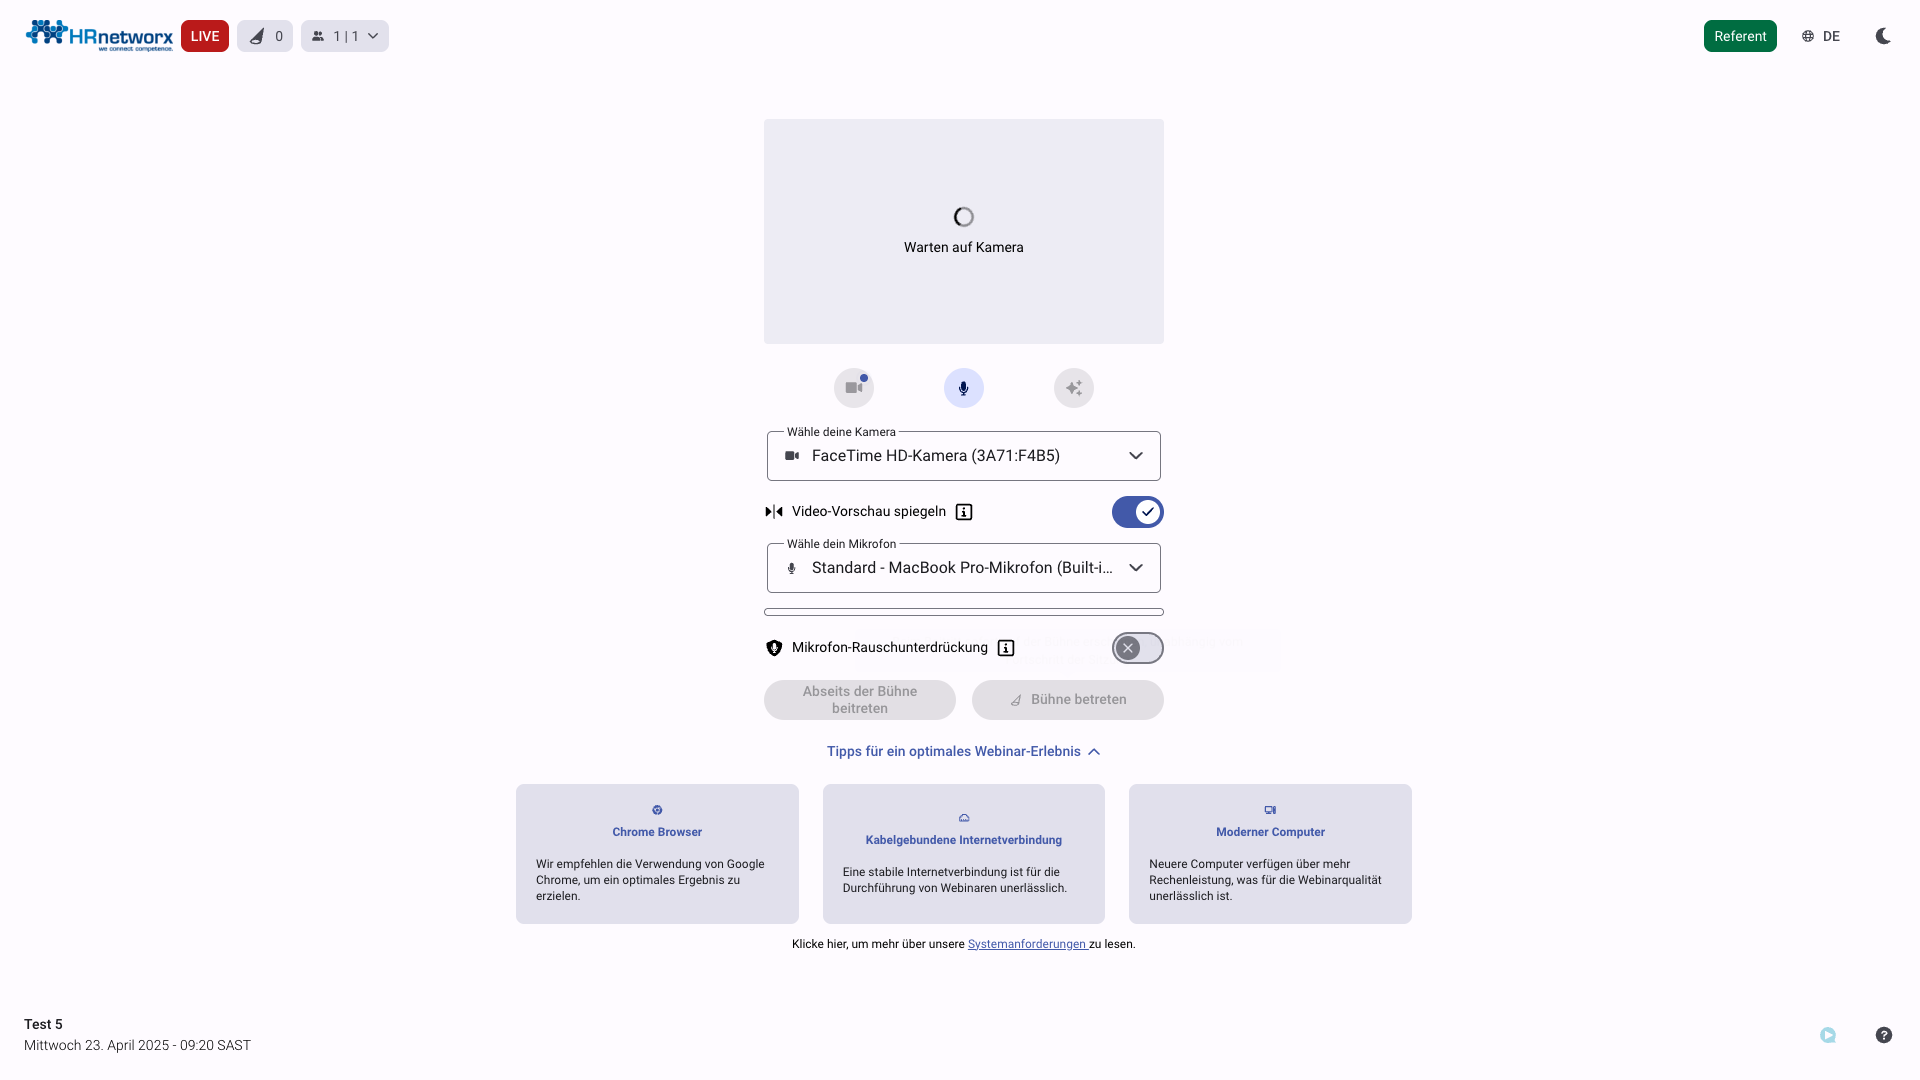 HRnetworx
we connect competence.
LIVE
0
1 | 1
Referent
DE
Warten auf Kamera
Wähle deine Kamera
FaceTime HD-Kamera (3A71:F4B5)
Video-Vorschau spiegeln
Wähle dein Mikrofon
Standard - MacBook Pro-Mikrofon (Built-i...
Mikrofon-Rauschunterdrückung
Abseits der Bühne
beitreten
Bühne betreten
Tipps für ein optimales Webinar-Erlebnis
Chrome Browser
Wir empfehlen die Verwendung von Google
Chrome, um ein optimales Ergebnis zu
erzielen.
Kabelgebundene Internetverbindung
Eine stabile Internetverbindung ist für die
Durchführung von Webinaren unerlässlich.
Moderner Computer
Neuere Computer verfügen über mehr
Rechenleistung, was für die Webinarqualität
unerlässlich ist.
Klicke hier, um mehr über unsere Systemanforderungen zu lesen.
Test 5
Mittwoch 23. April 2025 - 09:20 SAST